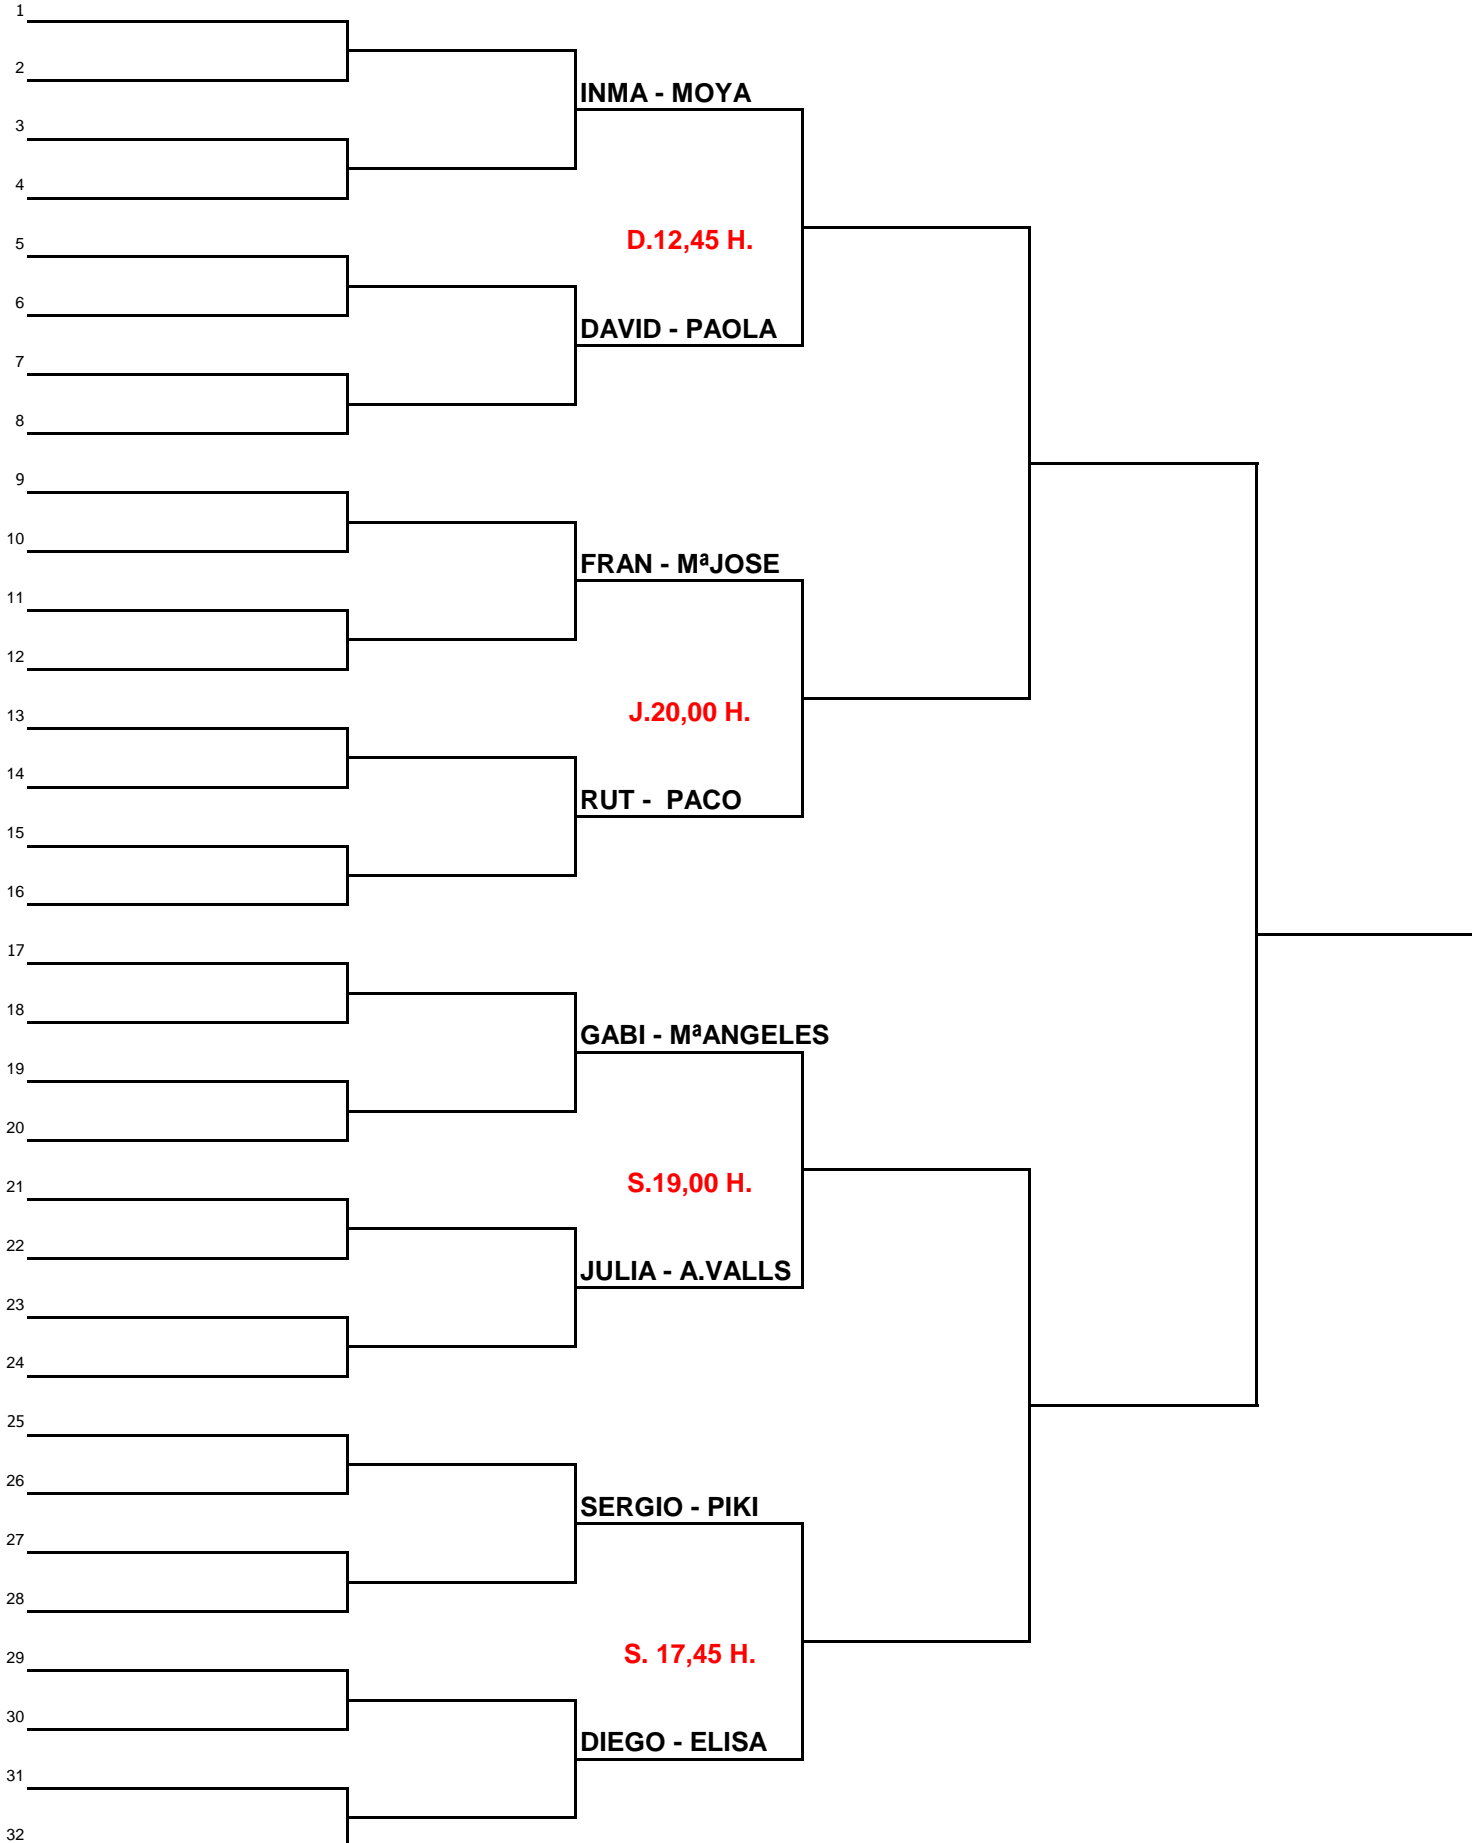 1
2
INMA - MOYA
3
4
5
D.12,45 H.
6
DAVID - PAOLA
7
8
9
10
FRAN - MªJOSE
11
12
13
J.20,00 H.
14
RUT -  PACO
15
16
17
18
GABI - MªANGELES
19
20
21
S.19,00 H.
22
JULIA - A.VALLS
23
24
25
26
SERGIO - PIKI
27
28
29
S. 17,45 H.
30
DIEGO - ELISA
31
32